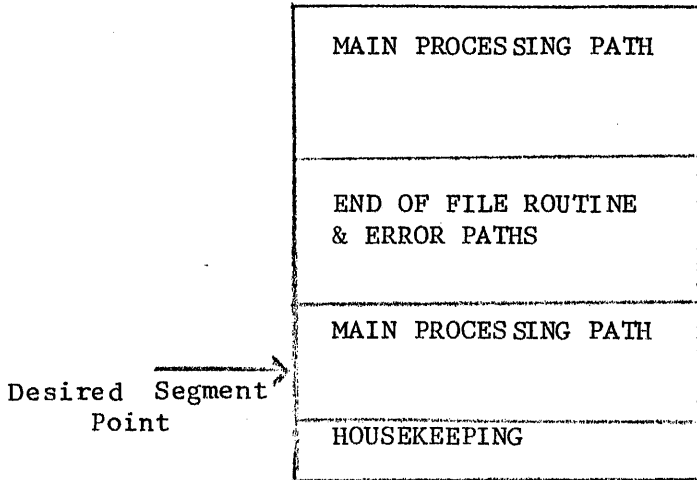 MAIN PROCESSING PATH
END OF FILE ROUTINE
& ERROR PATHS
MAIN PROCESSING PATH
Desired Segment
Point
HOUSEKEEPING